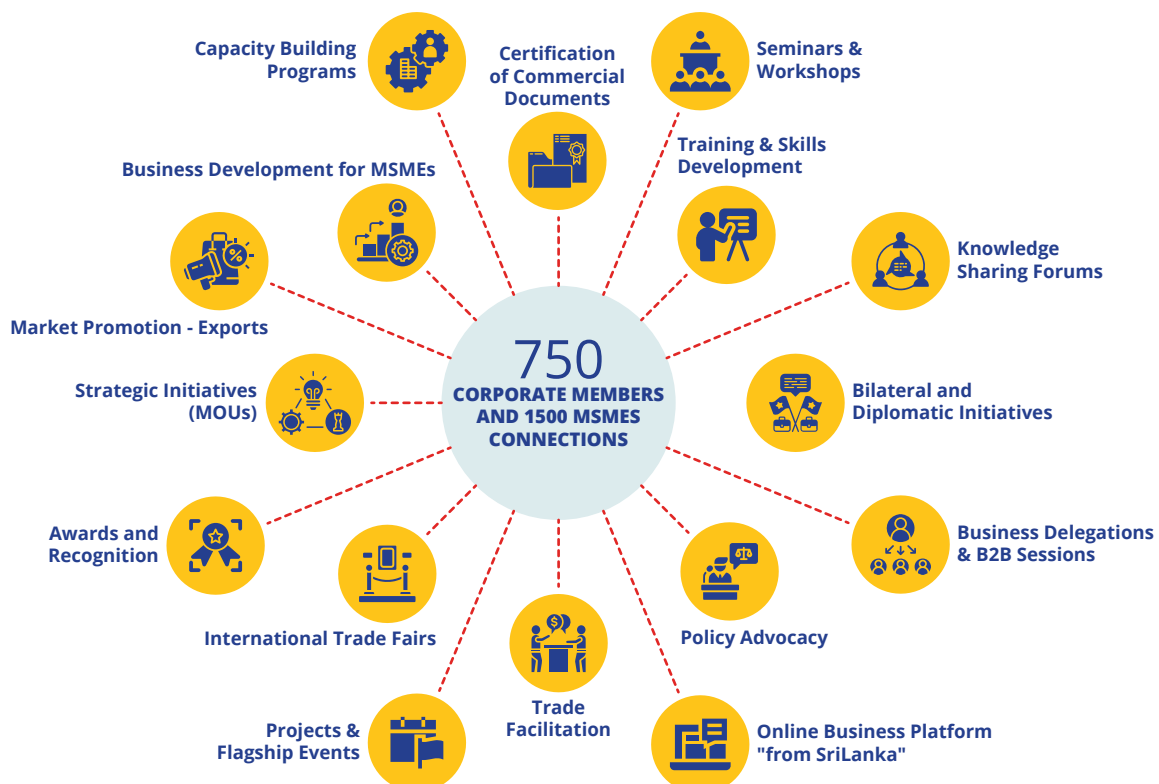 Capacity Building
Programs
Certification
of Commercial
Documents
Seminars &
Workshops
Business Development for MSMEs
Training & Skills
Development
Market Promotion - Exports
Knowledge
Sharing Forums
Strategic Initiatives
(MOUs)
750
CORPORATE MEMBERS
AND 1500 MSMES
CONNECTIONS
Bilateral and
Diplomatic Initiatives
Awards and
Recognition
Business Delegations
& B2B Sessions
International Trade Fairs
Policy Advocacy
Projects &
Flagship Events
Trade
Facilitation
Online Business Platform
"from SriLanka"